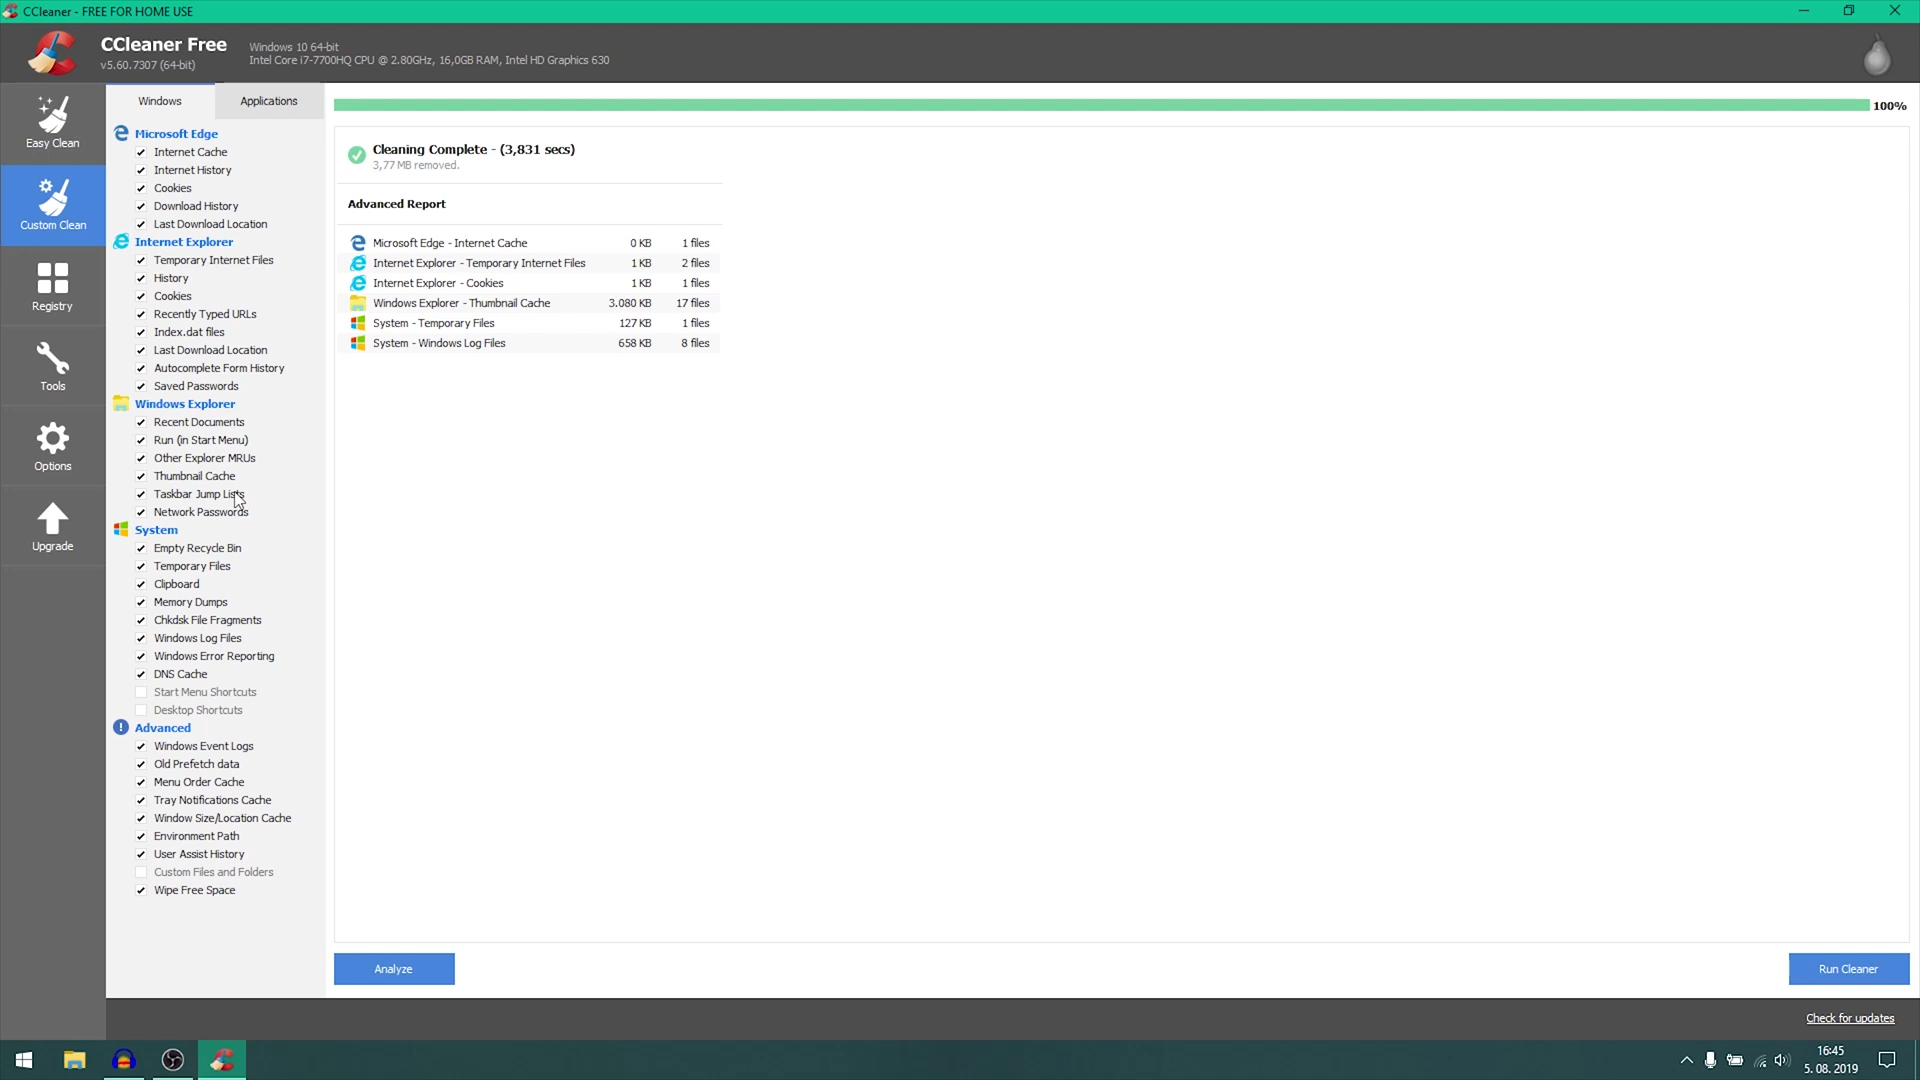 CCleaner - FREE FOR HOME USE
CCleaner Free
v5.60.7307 (64-bit)
Windows 10 64-bit
Intel Core i7-7700HQ CPU @ 2.80GHz, 16,0GB RAM, Intel HD Graphics 630
Easy Clean
Custom Clean
Registry
Tools
Options
Upgrade
Windows
Applications
Microsoft Edge
Internet Cache
Internet History
Cookies
Download History
Last Download Location
Internet Explorer
Temporary Internet Files
History
Cookies
Recently Typed URLs
Index.dat files
Last Download Location
Autocomplete Form History
Saved Passwords
Windows Explorer
Recent Documents
Run (in Start Menu)
Other Explorer MRUs
Thumbnail Cache
Taskbar Jump Lists
Network Passwords
System
Empty Recycle Bin
Temporary Files
Clipboard
Memory Dumps
Chkdsk File Fragments
Windows Log Files
Windows Error Reporting
DNS Cache
Start Menu Shortcuts
Desktop Shortcuts
Advanced
Windows Event Logs
Old Prefetch data
Menu Order Cache
Tray Notifications Cache
Window Size/Location Cache
Environment Path
User Assist History
Custom Files and Folders
Wipe Free Space
100%
Cleaning Complete - (3,831 secs)
3,77 MB removed.
Advanced Report
Microsoft Edge - Internet Cache 0 KB 1 files
Internet Explorer - Temporary Internet Files 1 KB 2 files
Internet Explorer - Cookies 1 KB 1 files
Windows Explorer - Thumbnail Cache 3.080 KB 17 files
System - Temporary Files 127 KB 1 files
System - Windows Log Files 658 KB 8 files
Analyze
Run Cleaner
Check for updates
16:45
5. 08. 2019